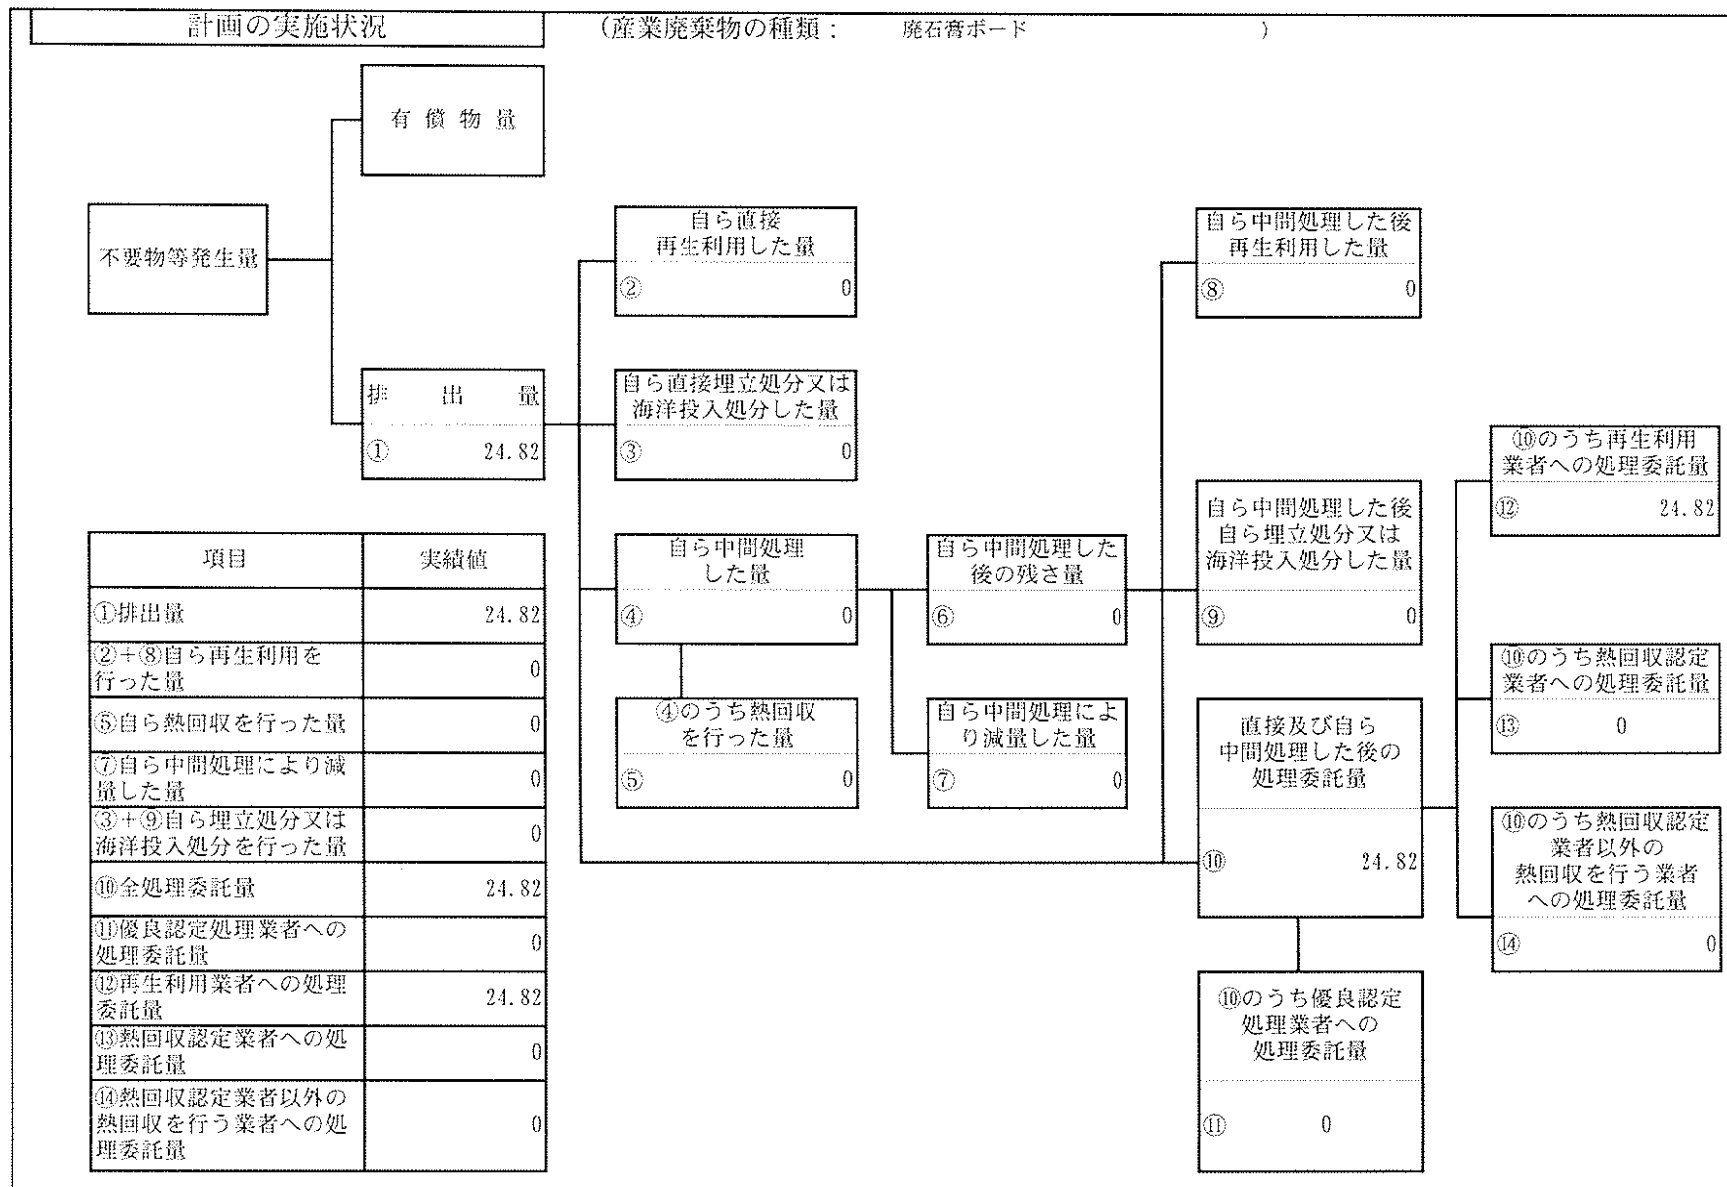 計画の実施状況
(産業廃棄物の種類： 廃石膏ボード )
有償物量
不要物等発生量
排出量
① 24.82
自ら直接
再生利用した量
② 0
自ら直接埋立処分又は
海洋投入処分した量
③ 0
自ら中間処理
した量
④ 0
④のうち熱回収
を行った量
⑤ 0
自ら中間処理した
後の残さ量
⑥ 0
自ら中間処理によ
り減量した量
⑦ 0
自ら中間処理した後
再生利用した量
⑧ 0
自ら中間処理した後
自ら埋立処分又は
海洋投入処分した量
⑨ 0
直接及び自ら
中間処理した後の
処理委託量
⑩ 24.82
⑩のうち優良認定
処理業者への
処理委託量
⑪ 0
⑩のうち再生利用
業者への処理委託量
⑫ 24.82
⑩のうち熱回収認定
業者への処理委託量
⑬ 0
⑩のうち熱回収認定
業者以外の
熱回収を行う業者
への処理委託量
⑭ 0
項目 実績値
①排出量 24.82
②＋⑧自ら再生利用を
行った量 0
⑤自ら熱回収を行った量 0
⑦自ら中間処理により減
量した量 0
③＋⑨自ら埋立処分又は
海洋投入処分を行った量 0
⑩全処理委託量 24.82
⑪優良認定処理業者への
処理委託量 0
⑫再生利用業者への処理
委託量 24.82
⑬熱回収認定業者への処
理委託量 0
⑭熱回収認定業者以外の
熱回収を行う業者への処
理委託量 0